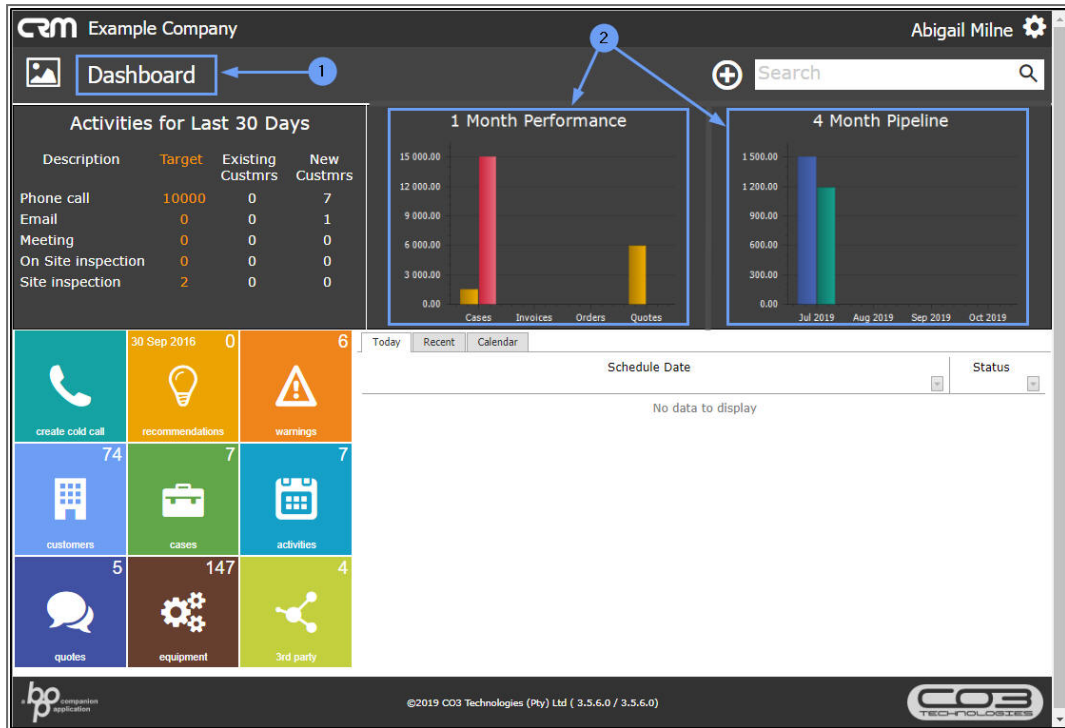 CRM Example Company
Abigail Milne
Dashboard
1
2
Search
Activities for Last 30 Days
Description Target Existing Custmrs New Custmrs
Phone call 10000 0 7
Email 0 0 1
Meeting 0 0 0
On Site inspection 0 0 0
Site inspection 2 0 0
1 Month Performance
15 000.00
12 000.00
9 000.00
6 000.00
3 000.00
0.00
Cases Invoices Orders Quotes
4 Month Pipeline
1 500.00
1 200.00
900.00
600.00
300.00
0.00
Jul 2019 Aug 2019 Sep 2019 Oct 2019
create cold call
30 Sep 2016 0
recommendations
6
warnings
74
customers
7
cases
7
activities
5
quotes
147
equipment
4
3rd party
Today Recent Calendar
Schedule Date Status
No data to display
a bpo companion application
©2019 CO3 Technologies (Pty) Ltd ( 3.5.6.0 / 3.5.6.0)
CO3
TECHNOLOGIES